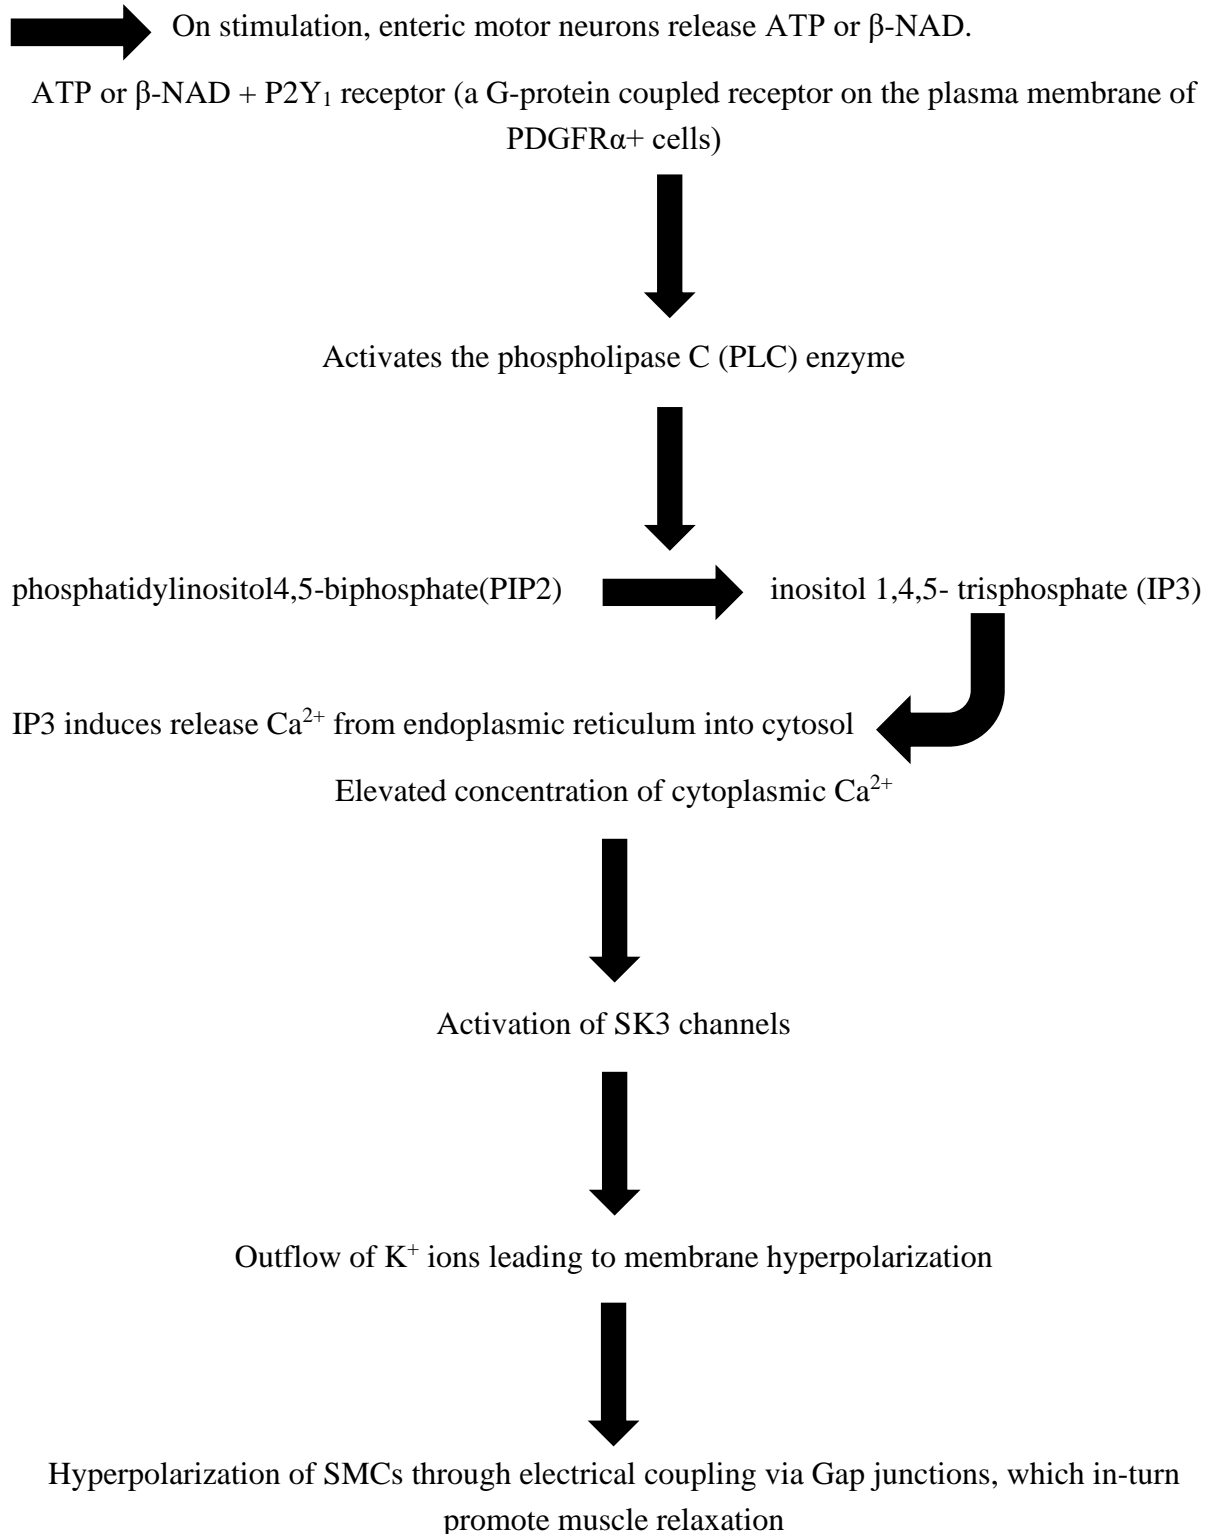 On stimulation, enteric motor neurons release ATP or β-NAD.
ATP or β-NAD + P2Y₁ receptor (a G-protein coupled receptor on the plasma membrane of
PDGFRα+ cells)
Activates the phospholipase C (PLC) enzyme
phosphatidylinositol4,5-biphosphate(PIP2)
inositol 1,4,5- trisphosphate (IP3)
IP3 induces release Ca²⁺ from endoplasmic reticulum into cytosol
Elevated concentration of cytoplasmic Ca²⁺
Activation of SK3 channels
Outflow of K⁺ ions leading to membrane hyperpolarization
Hyperpolarization of SMCs through electrical coupling via Gap junctions, which in-turn
promote muscle relaxation